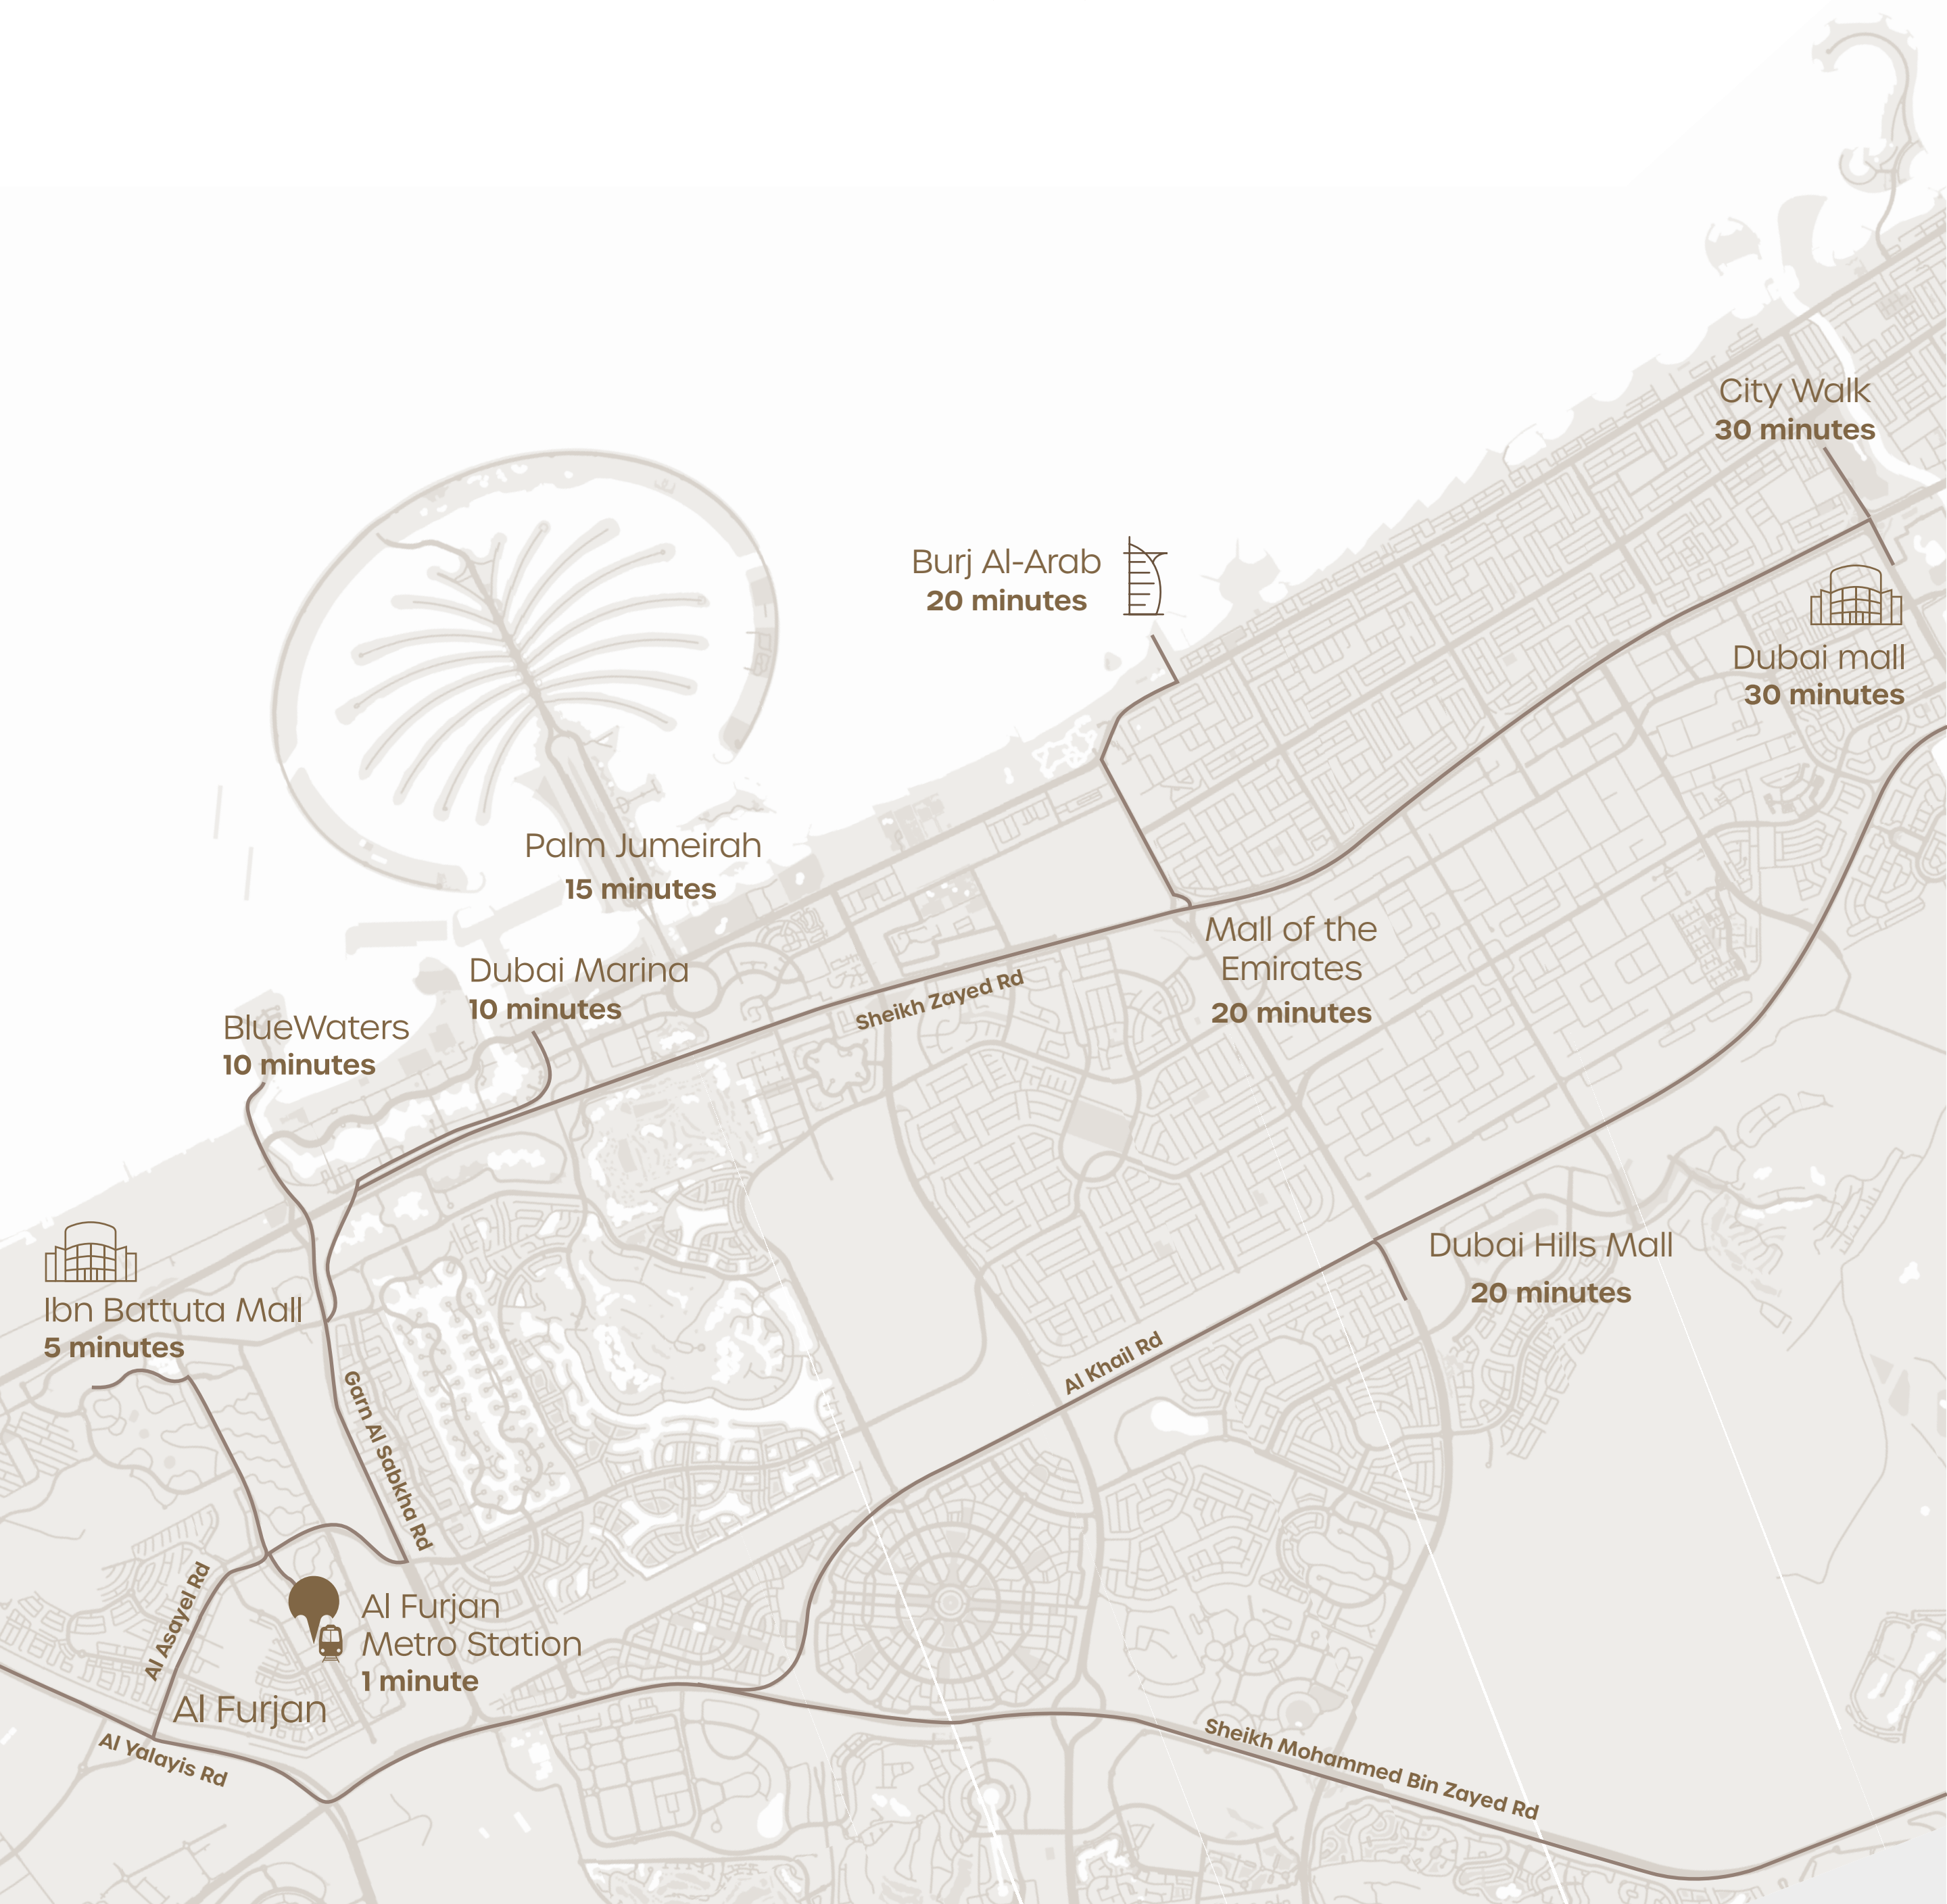 City Walk
30 minutes
Burj Al-Arab
20 minutes
Dubai mall
30 minutes
Palm Jumeirah
15 minutes
Mall of the
Emirates
20 minutes
Dubai Marina
10 minutes
Sheikh Zayed Rd
BlueWaters
10 minutes
Dubai Hills Mall
20 minutes
Ibn Battuta Mall
5 minutes
Al Khail Rd
Garn Al Sabkha Rd
Al Asayel Rd
Al Furjan
Metro Station
1 minute
Al Furjan
Al Yalayis Rd
Sheikh Mohammed Bin Zayed Rd